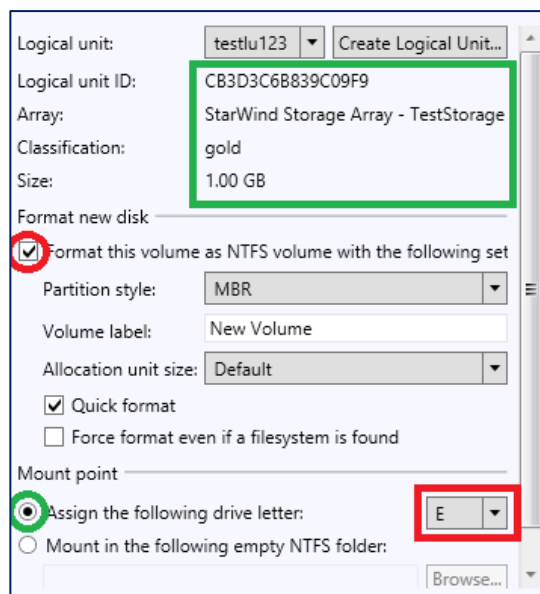 Logical unit: testlu123 Create Logical Unit...
Logical unit ID: CB3D3C6B839C09F9
Array: StarWind Storage Array - TestStorage
Classification: gold
Size: 1.00 GB
Format new disk
Format this volume as NTFS volume with the following set
Partition style: MBR
Volume label: New Volume
Allocation unit size: Default
Quick format
Force format even if a filesystem is found
Mount point
Assign the following drive letter: E
Mount in the following empty NTFS folder:
Browse...